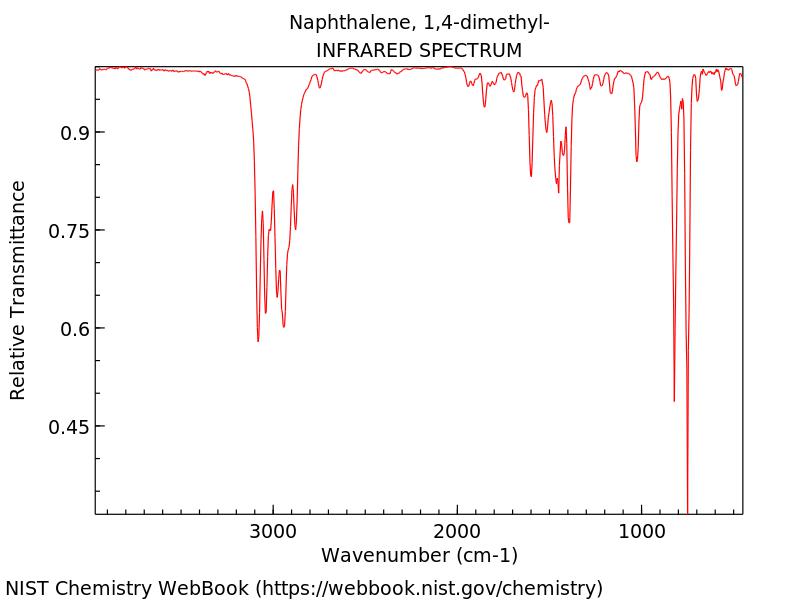 Naphthalene, 1,4-dimethyl-
INFRARED SPECTRUM
0.9
0.75
0.6
0.45
Relative Transmittance
3000
2000
1000
Wavenumber (cm-1)
NIST Chemistry WebBook (https://webbook.nist.gov/chemistry)